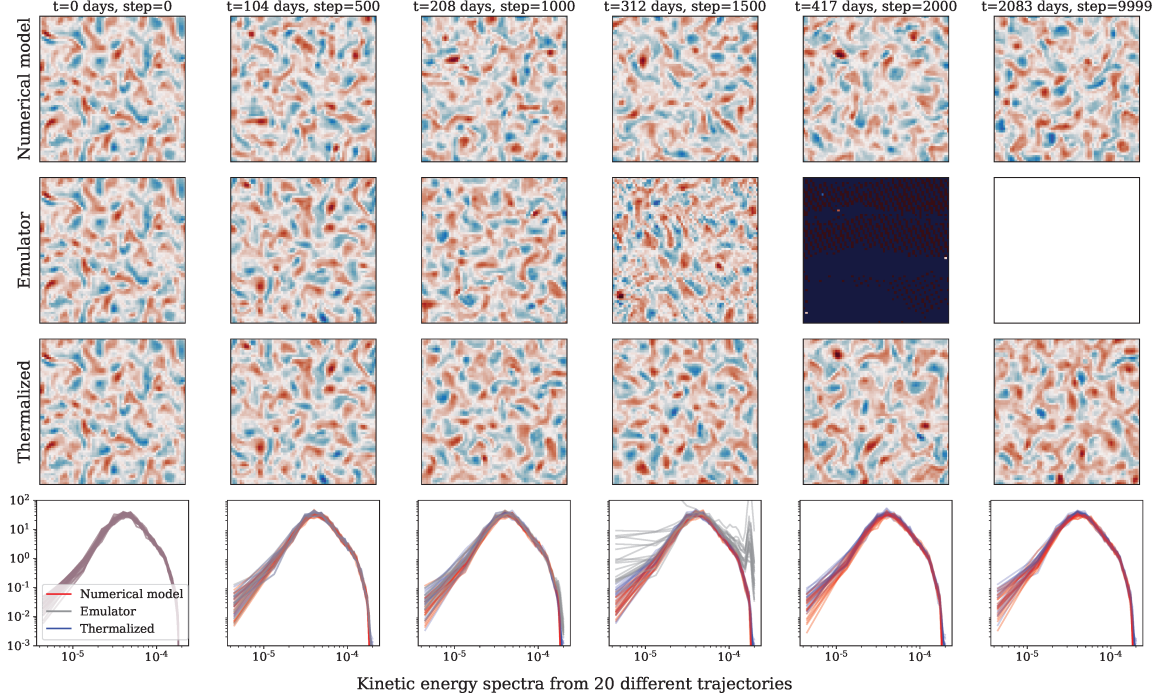 t=0 days, step=0 t=104 days, step=500 t=208 days, step=1000 t=312 days, step=1500 t=417 days, step=2000 t=2083 days, step=9999
Numerical model
Emulator
Thermalized
10^2
10^1
10^0
10^-1
10^-2
10^-3
Numerical model
Emulator
Thermalized
10^-5 10^-4 10^-5 10^-4 10^-5 10^-4 10^-5 10^-4 10^-5 10^-4 10^-5 10^-4
Kinetic energy spectra from 20 different trajectories